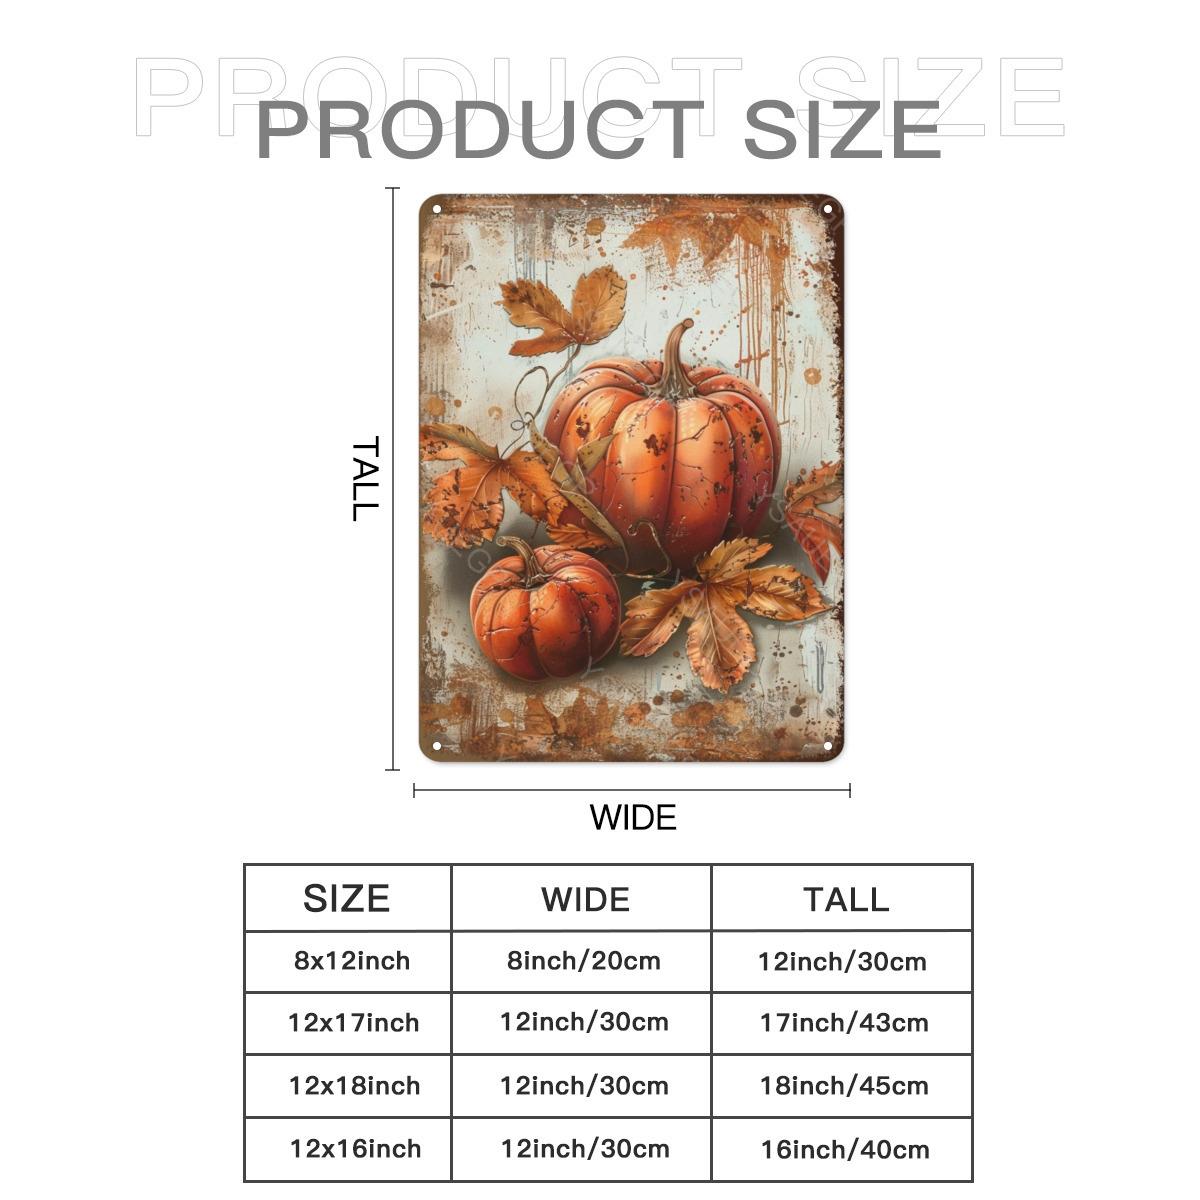 PRODUCT SIZE
PRODUCT SIZE
TALL
WIDE
SIZE WIDE TALL
8x12inch 8inch/20cm 12inch/30cm
12x17inch 12inch/30cm 17inch/43cm
12x18inch 12inch/30cm 18inch/45cm
12x16inch 12inch/30cm 16inch/40cm